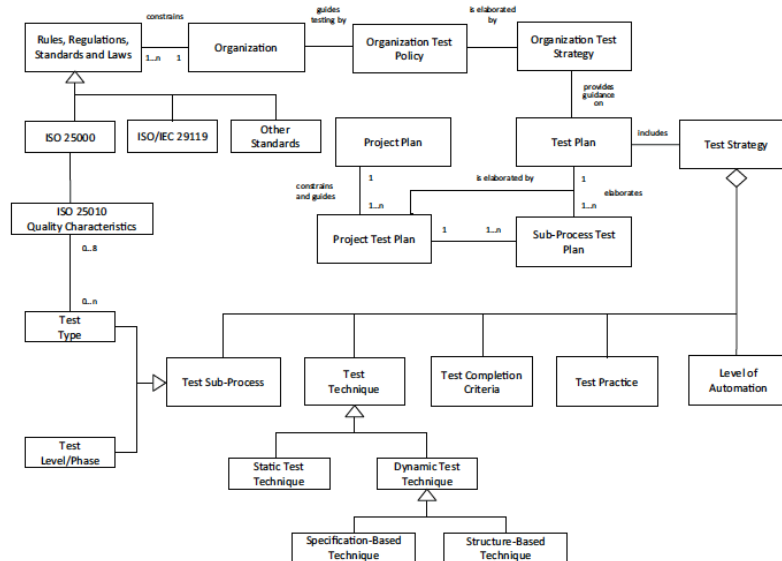 constrains
guides
testing by
is elaborated
by
Rules, Regulations,
Standards and Laws
1...n
1
Organization
Organization Test
Policy
Organization Test
Strategy
provides
guidance
on
ISO 25000
ISO/IEC 29119
Other
Standards
Project Plan
Test Plan
includes
Test Strategy
1
is elaborated by
1
constrains
and guides
elaborates
1...n
1...n
ISO 25010
Quality Characteristics
Project Test Plan
1
1...n
Sub-Process Test
Plan
0...8
0...n
Test
Type
Test Sub-Process
Test
Technique
Test Completion
Criteria
Test Practice
Level of
Automation
Test
Level/Phase
Static Test
Technique
Dynamic Test
Technique
Specification-Based
Technique
Structure-Based
Technique